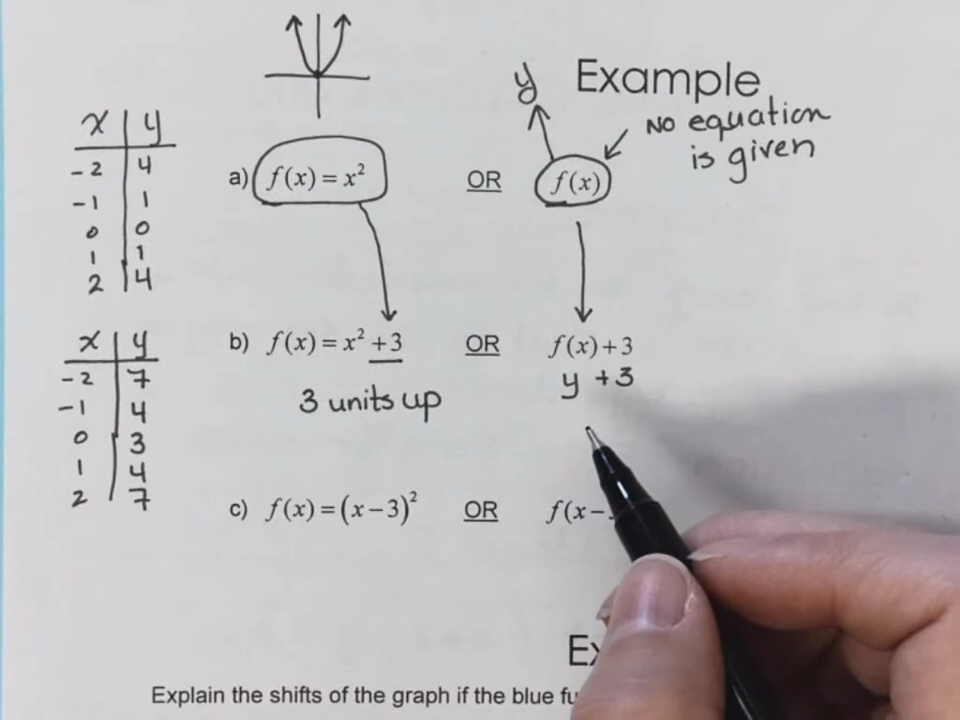 y Example
No equation
is given
x y
-2 4
-1 1
0 0
1 1
2 4
a) f(x) = x² OR f(x)
b) f(x) = x² +3 OR f(x)+3
3 units up y +3
x y
-2 7
-1 4
0 3
1 4
2 7
c) f(x) = (x−3)² OR f(x−
Explain the shifts of the graph if the blue